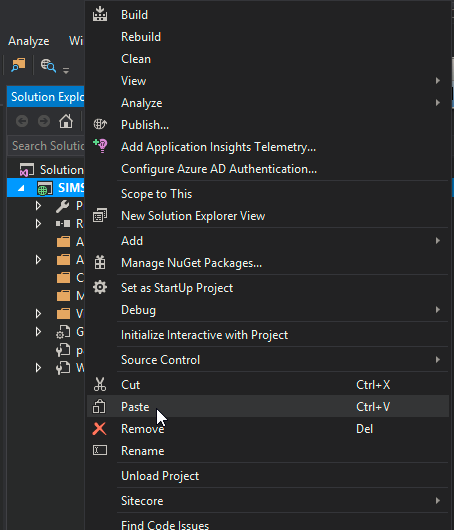 Analyze Wi
Solution Explo
Search Solutio
Solution
SIMS
P
R
A
A
C
M
V
G
p
W
Build
Rebuild
Clean
View
Analyze
Publish...
Add Application Insights Telemetry...
Configure Azure AD Authentication...
Scope to This
New Solution Explorer View
Add
Manage NuGet Packages...
Set as StartUp Project
Debug
Initialize Interactive with Project
Source Control
Cut Ctrl+X
Paste Ctrl+V
Remove Del
Rename
Unload Project
Sitecore
Find Code Issues